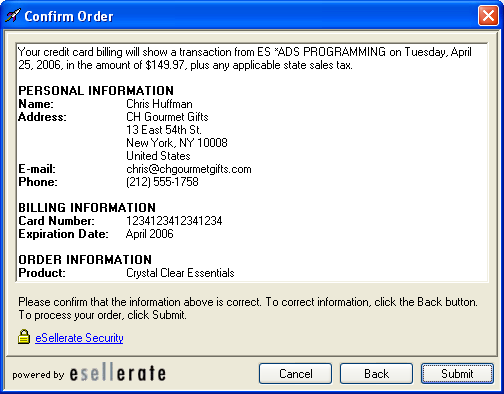 Confirm Order
Your credit card billing will show a transaction from ES *ADS PROGRAMMING on Tuesday, April
25, 2006, in the amount of $149.97, plus any applicable state sales tax.
PERSONAL INFORMATION
Name: Chris Huffman
Address: CH Gourmet Gifts
13 East 54th St.
New York, NY 10008
United States
E-mail: chris@chgourmetgifts.com
Phone: (212) 555-1758
BILLING INFORMATION
Card Number: 1234123412341234
Expiration Date: April 2006
ORDER INFORMATION
Product: Crystal Clear Essentials
Please confirm that the information above is correct. To correct information, click the Back button.
To process your order, click Submit.
eSellerate Security
powered by esellerate Cancel Back Submit